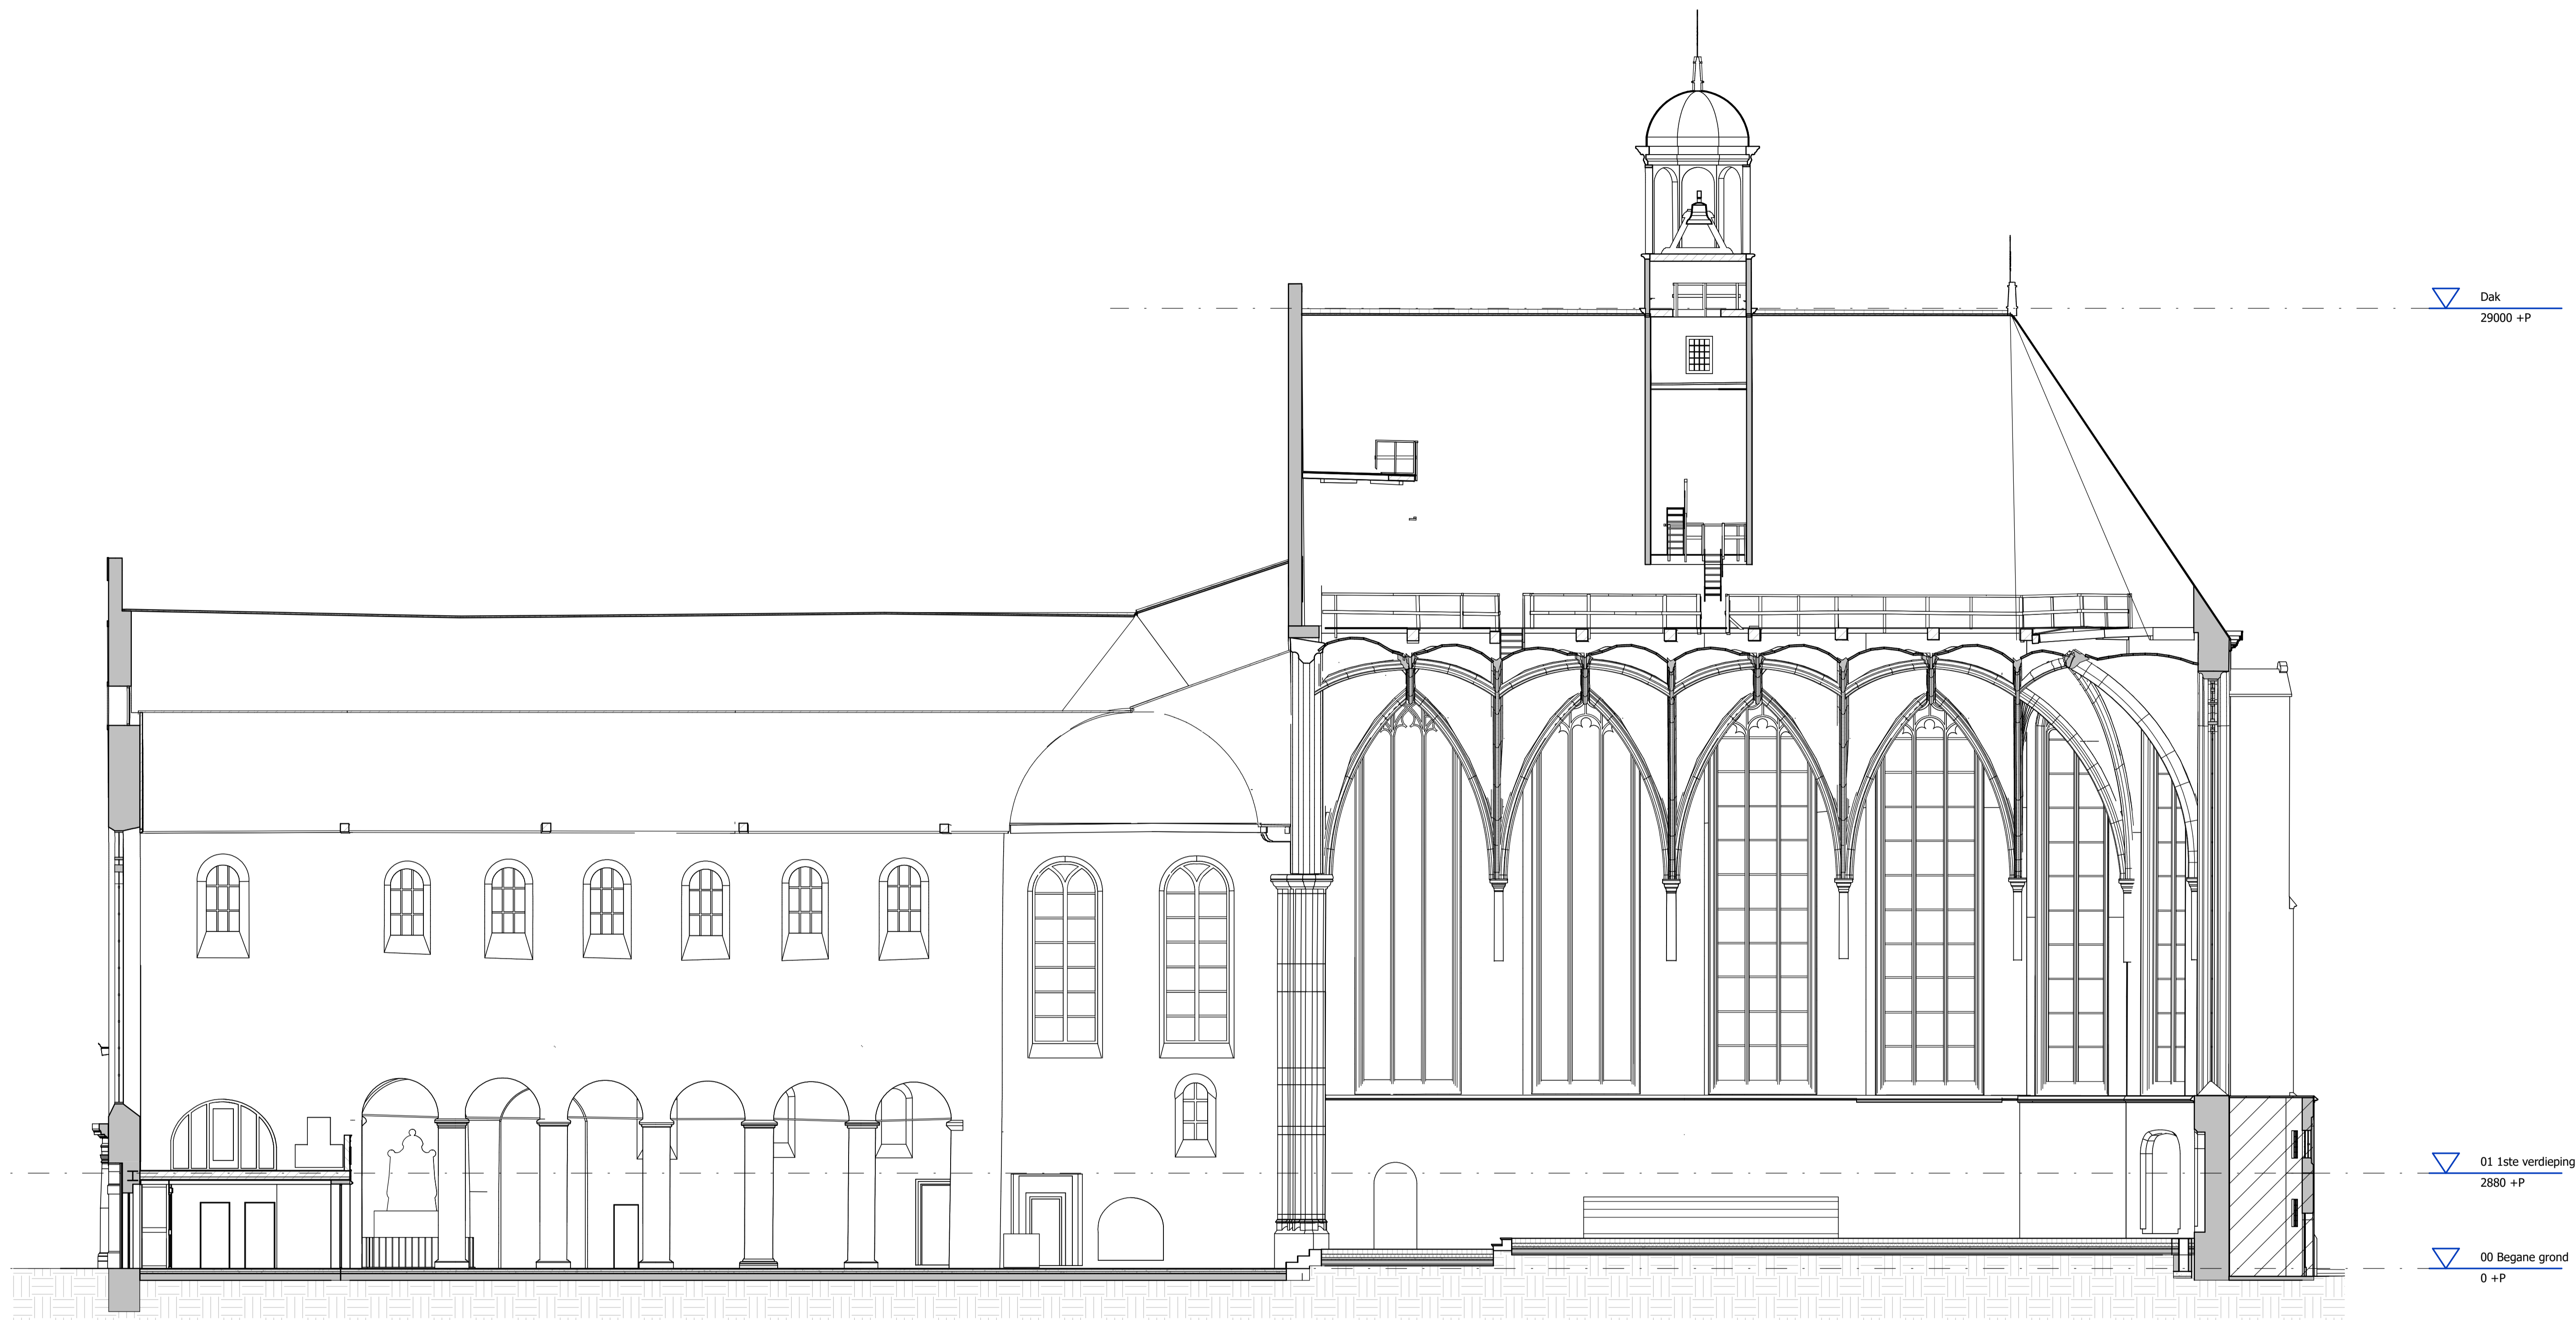 Dak
29000 +P
01 1ste verdieping
2880 +P
00 Begane grond
0 +P